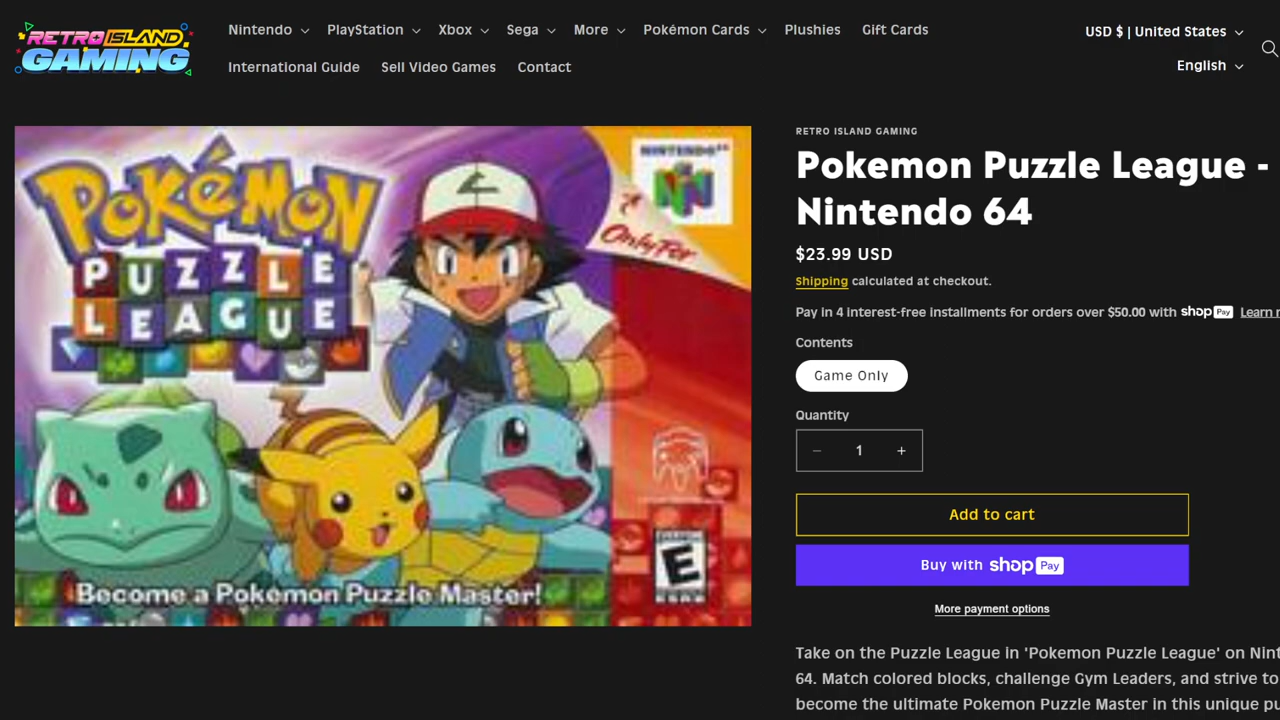 RETRO ISLAND
GAMING
Nintendo
PlayStation
Xbox
Sega
More
Pokémon Cards
Plushies
Gift Cards
International Guide
Sell Video Games
Contact
USD $ | United States
English
POKéMON
PUZZLE
LEAGUE
NINTENDO 64
Only For
E
Become a Pokémon Puzzle Master!
RETRO ISLAND GAMING
Pokemon Puzzle League -
Nintendo 64
$23.99 USD
Shipping calculated at checkout.
Pay in 4 interest-free installments for orders over $50.00 with shop Pay Learn
Contents
Game Only
Quantity
− 1 +
Add to cart
Buy with shop Pay
More payment options
Take on the Puzzle League in 'Pokemon Puzzle League' on
64. Match colored blocks, challenge Gym Leaders, and strive to
become the ultimate Pokemon Puzzle Master in this unique